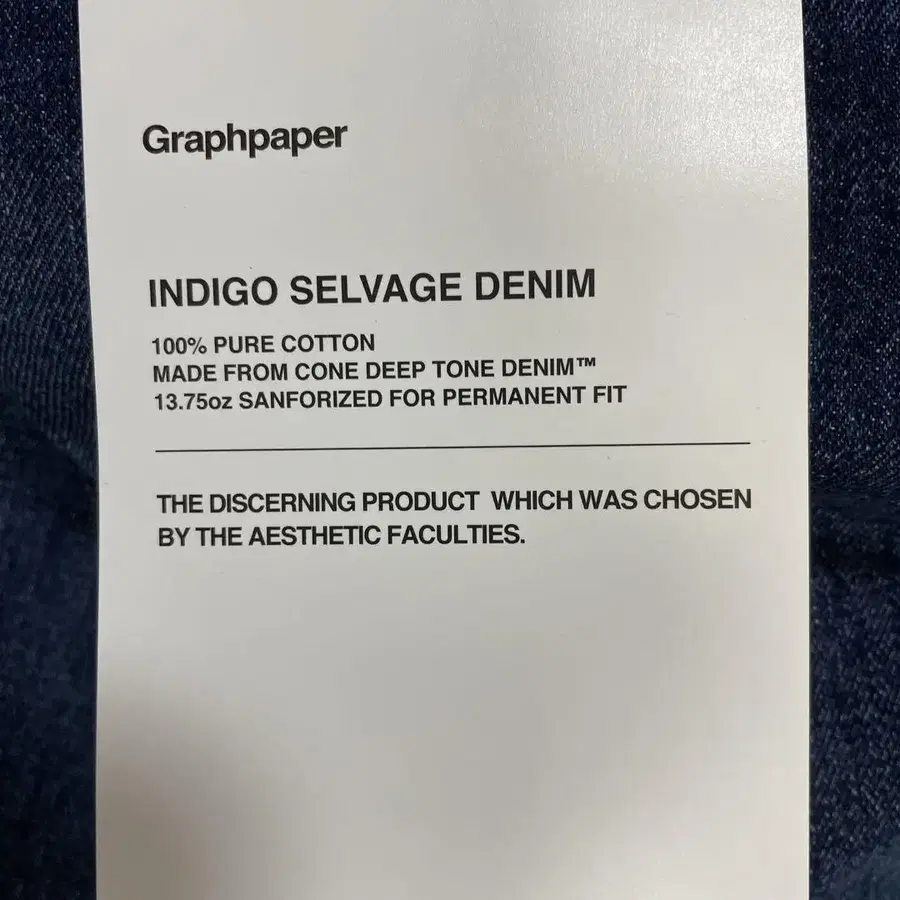 Graphpaper
INDIGO SELVAGE DENIM
100% PURE COTTON
MADE FROM CONE DEEP TONE DENIM™
13.75oz SANFORIZED FOR PERMANENT FIT
THE DISCERNING PRODUCT WHICH WAS CHOSEN
BY THE AESTHETIC FACULTIES.